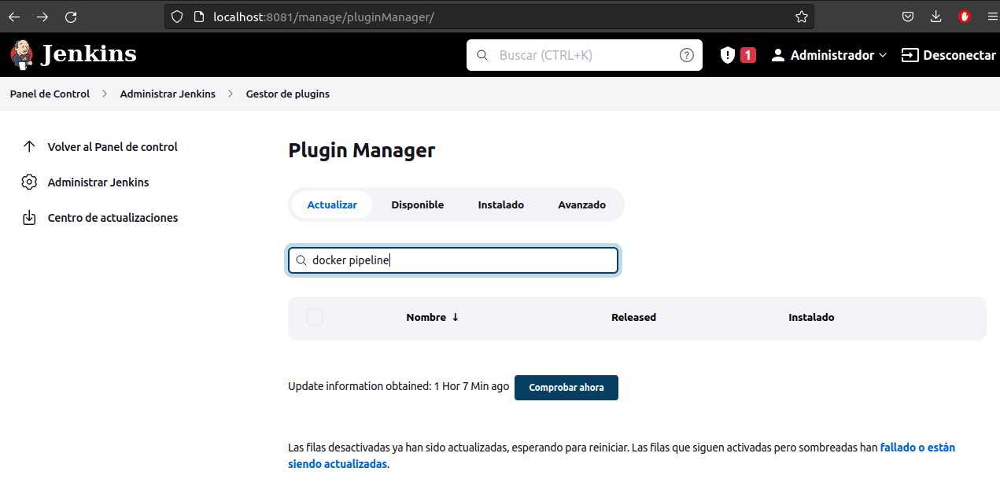 localhost:8081/manage/pluginManager/
Jenkins
Buscar (CTRL+K)
1
Administrador
Desconectar
Panel de Control
Administrar Jenkins
Gestor de plugins
Volver al Panel de control
Administrar Jenkins
Centro de actualizaciones
Plugin Manager
Actualizar
Disponible
Instalado
Avanzado
docker pipeline
Nombre ↓
Released
Instalado
Update information obtained: 1 Hor 7 Min ago
Comprobar ahora
Las filas desactivadas ya han sido actualizadas, esperando para reiniciar. Las filas que siguen activadas pero sombreadas han fallado o están
siendo actualizadas.